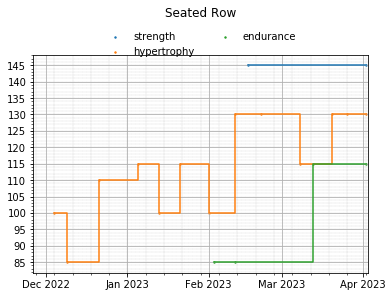 Seated Row
strength
endurance
hypertrophy
145
140
135
130
125
120
115
110
105
100
95
90
85
Dec 2022
Jan 2023
Feb 2023
Mar 2023
Apr 2023